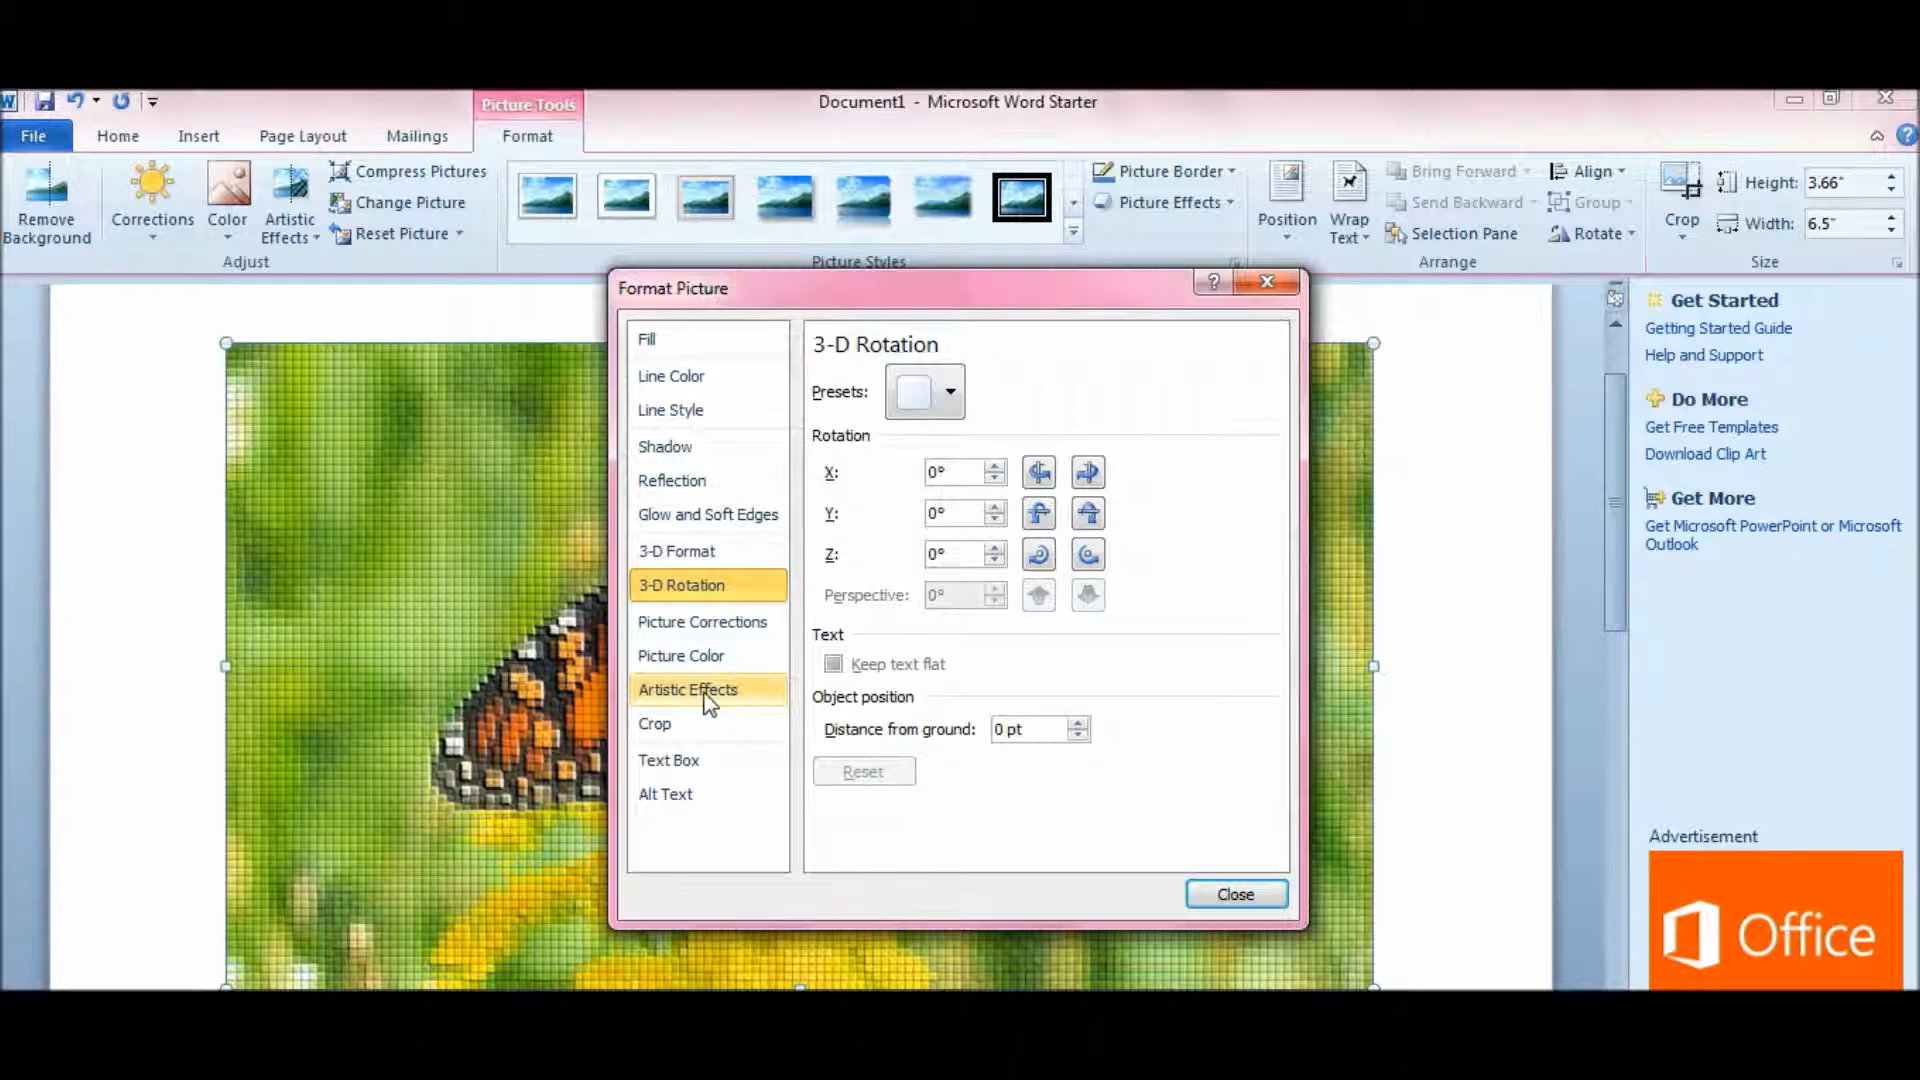 Picture Tools
Document1 - Microsoft Word Starter
File Home Insert Page Layout Mailings Format
Remove Background
Corrections
Color
Artistic Effects
Compress Pictures
Change Picture
Reset Picture
Adjust
Picture Styles
Picture Border
Picture Effects
Position
Wrap Text
Bring Forward
Send Backward
Selection Pane
Align
Group
Rotate
Arrange
Crop
Height: 3.66"
Width: 6.5"
Size
Format Picture
Fill
Line Color
Line Style
Shadow
Reflection
Glow and Soft Edges
3-D Format
3-D Rotation
Picture Corrections
Picture Color
Artistic Effects
Crop
Text Box
Alt Text
3-D Rotation
Presets:
Rotation
X: 0°
Y: 0°
Z: 0°
Perspective: 0°
Text
Keep text flat
Object position
Distance from ground: 0 pt
Reset
Close
Get Started
Getting Started Guide
Help and Support
Do More
Get Free Templates
Download Clip Art
Get More
Get Microsoft PowerPoint or Microsoft
Outlook
Advertisement
Office